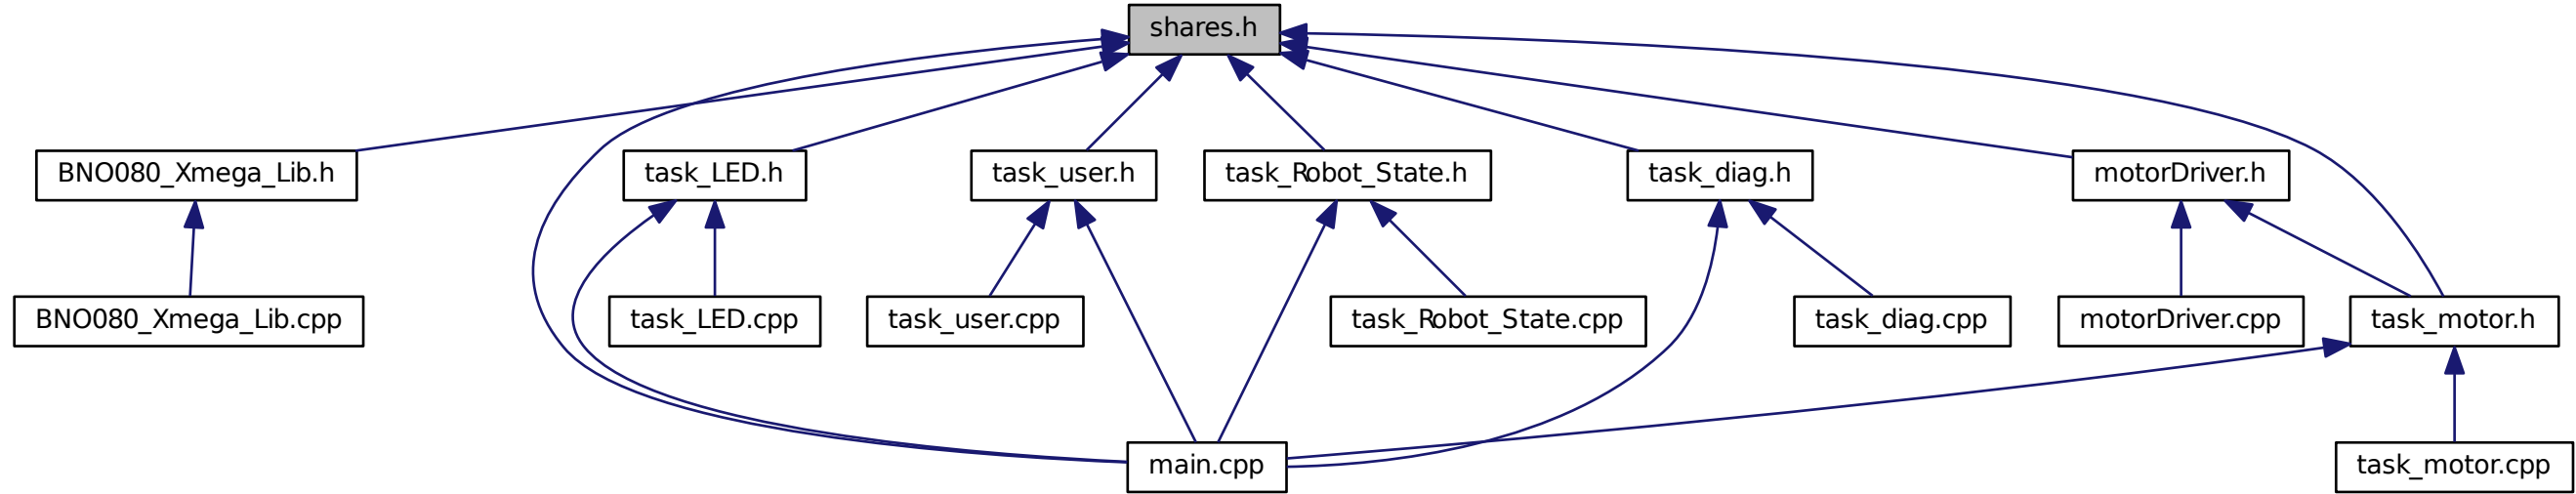 shares.h
BNO080_Xmega_Lib.h
task_LED.h
task_user.h
task_Robot_State.h
task_diag.h
motorDriver.h
BNO080_Xmega_Lib.cpp
task_LED.cpp
task_user.cpp
task_Robot_State.cpp
task_diag.cpp
motorDriver.cpp
task_motor.h
main.cpp
task_motor.cpp